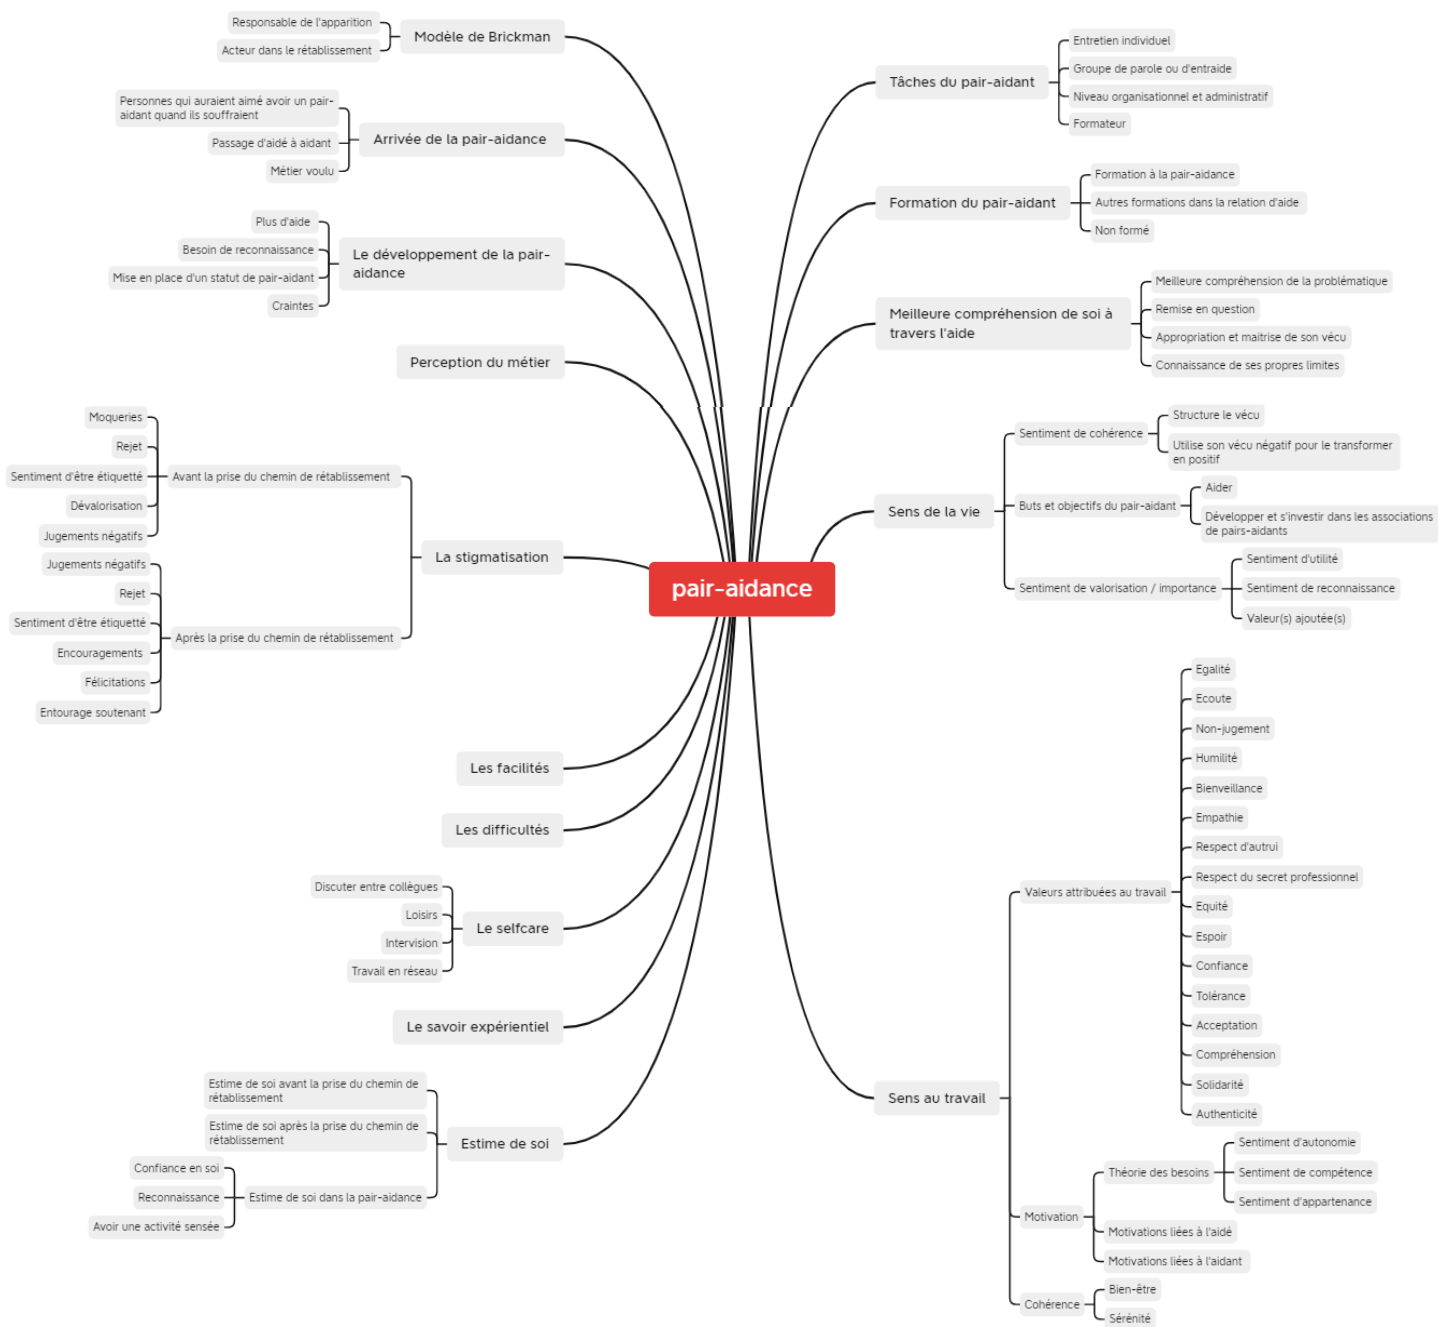 pair-aidance
Modèle de Brickman
Responsable de l'apparition
Acteur dans le rétablissement
Arrivée de la pair-aidance
Personnes qui auraient aimé avoir un pair-
aidant quand ils souffraient
Passage d'aidé à aidant
Métier voulu
Le développement de la pair-
aidance
Plus d'aide
Besoin de reconnaissance
Mise en place d'un statut de pair-aidant
Craintes
Perception du métier
La stigmatisation
Avant la prise du chemin de rétablissement
Moqueries
Rejet
Sentiment d'être étiquetté
Dévalorisation
Jugements négatifs
Après la prise du chemin de rétablissement
Jugements négatifs
Rejet
Sentiment d'être étiquetté
Encouragements
Félicitations
Entourage soutenant
Les facilités
Les difficultés
Le selfcare
Discuter entre collègues
Loisirs
Intervision
Travail en réseau
Le savoir expérientiel
Estime de soi
Estime de soi avant la prise du chemin de
rétablissement
Estime de soi après la prise du chemin de
rétablissement
Estime de soi dans la pair-aidance
Confiance en soi
Reconnaissance
Avoir une activité sensée
Tâches du pair-aidant
Entretien individuel
Groupe de parole ou d'entraide
Niveau organisationnel et administratif
Formateur
Formation du pair-aidant
Formation à la pair-aidance
Autres formations dans la relation d'aide
Non formé
Meilleure compréhension de soi à
travers l'aide
Meilleure compréhension de la problématique
Remise en question
Appropriation et maitrise de son vécu
Connaissance de ses propres limites
Sens de la vie
Sentiment de cohérence
Structure le vécu
Utilise son vécu négatif pour le transformer
en positif
Buts et objectifs du pair-aidant
Aider
Développer et s'investir dans les associations
de pairs-aidants
Sentiment de valorisation / importance
Sentiment d'utilité
Sentiment de reconnaissance
Valeur(s) ajoutée(s)
Sens au travail
Valeurs attribuées au travail
Egalité
Ecoute
Non-jugement
Humilité
Bienveillance
Empathie
Respect d'autrui
Respect du secret professionnel
Equité
Espoir
Confiance
Tolérance
Acceptation
Compréhension
Solidarité
Authenticité
Motivation
Théorie des besoins
Sentiment d'autonomie
Sentiment de compétence
Sentiment d'appartenance
Motivations liées à l'aidé
Motivations liées à l'aidant
Cohérence
Bien-être
Sérénité